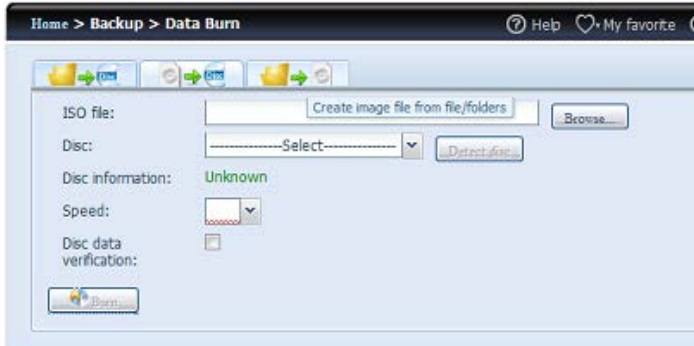 Home > Backup > Data Burn
Help My favorite
ISO file:
Create image file from file/folders
Browse...
Disc:
---------------Select---------------
Detect disc
Disc information:
Unknown
Speed:
Disc data
verification:
Burn